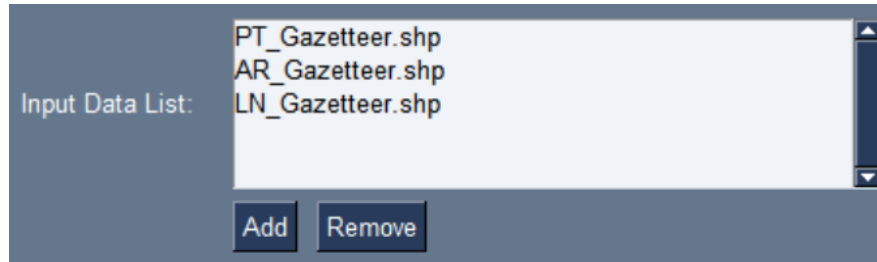 PT_Gazetteer.shp
AR_Gazetteer.shp
Input Data List: LN_Gazetteer.shp
Add Remove